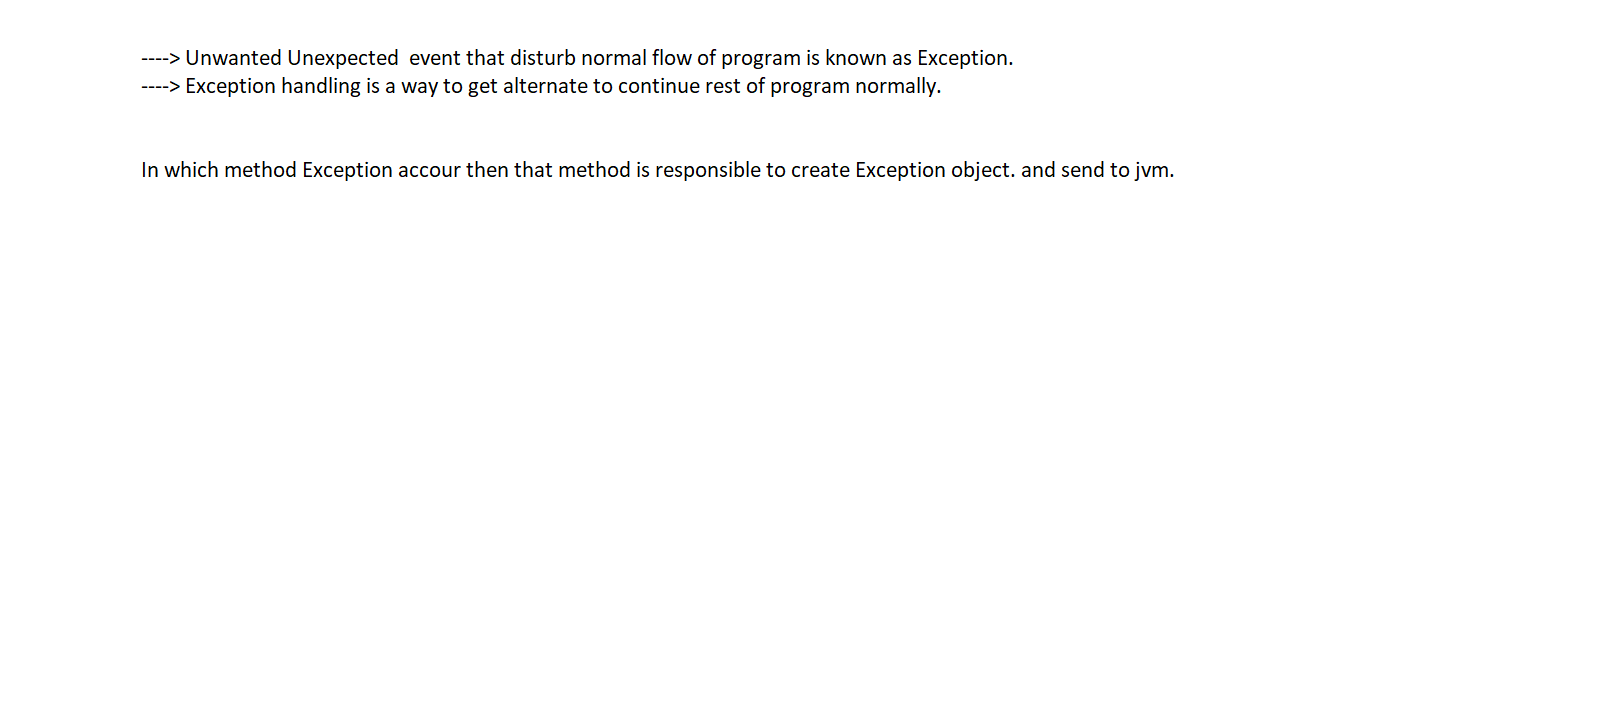 ----> Unwanted Unexpected  event that disturb normal flow of program is known as Exception.
----> Exception handling is a way to get alternate to continue rest of program normally.
In which method Exception accour then that method is responsible to create Exception object. and send to jvm.